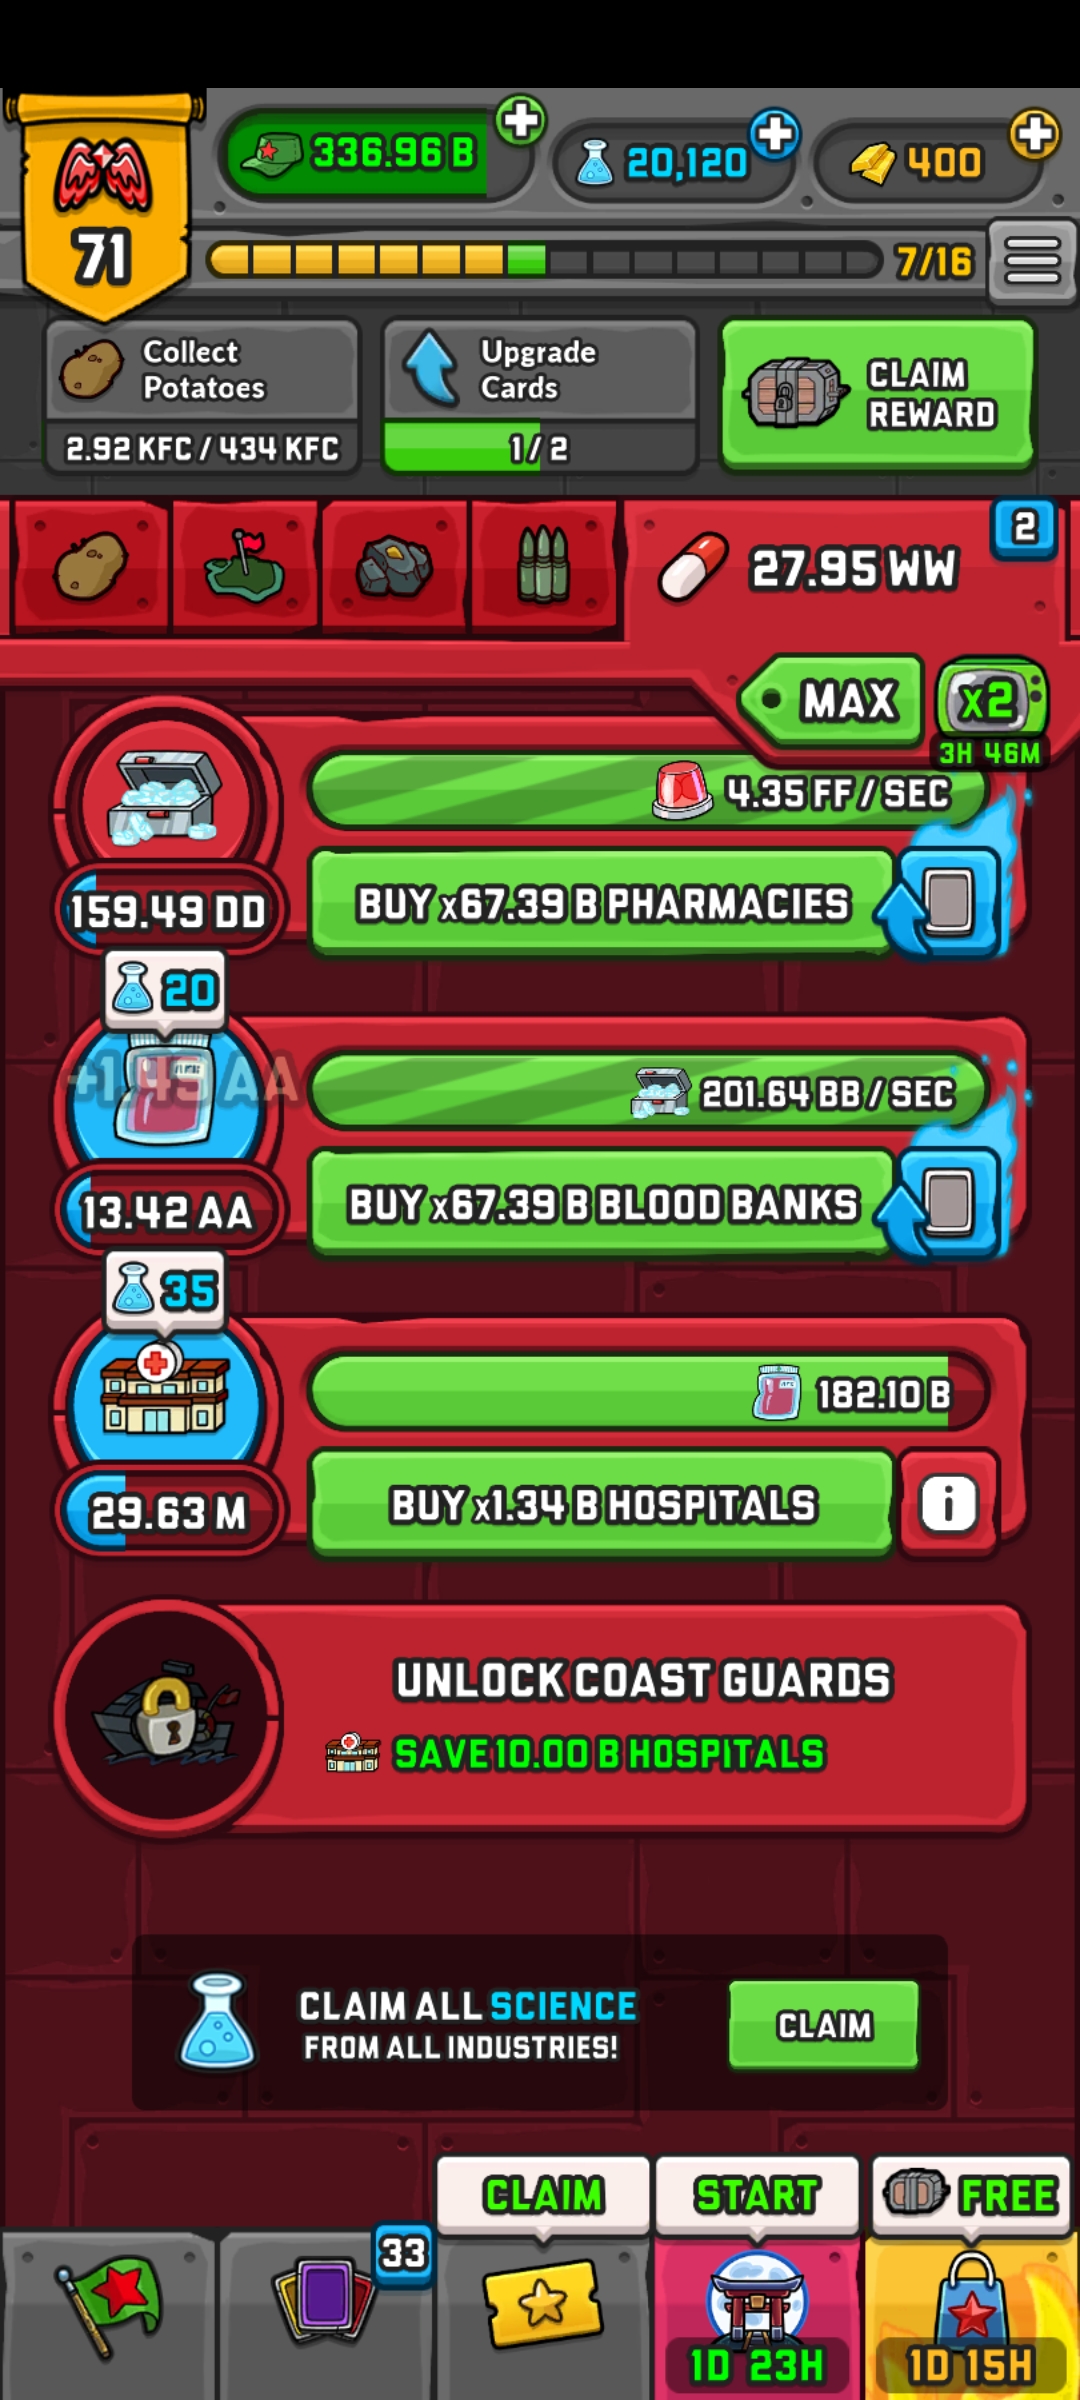 336.96 B
20,120
400
71
7/16
Collect
Potatoes
2.92 KFC / 434 KFC
Upgrade
Cards
1 / 2
CLAIM
REWARD
27.95 WW
2
MAX
x2
3H 46M
4.35 FF / SEC
BUY x67.39 B PHARMACIES
159.49 DD
20
+1.45 AA
201.64 BB / SEC
BUY x67.39 B BLOOD BANKS
13.42 AA
35
182.10 B
BUY x1.34 B HOSPITALS
i
29.63 M
UNLOCK COAST GUARDS
SAVE 10.00 B HOSPITALS
CLAIM ALL SCIENCE
FROM ALL INDUSTRIES!
CLAIM
CLAIM
START
FREE
33
1D 23H
1D 15H